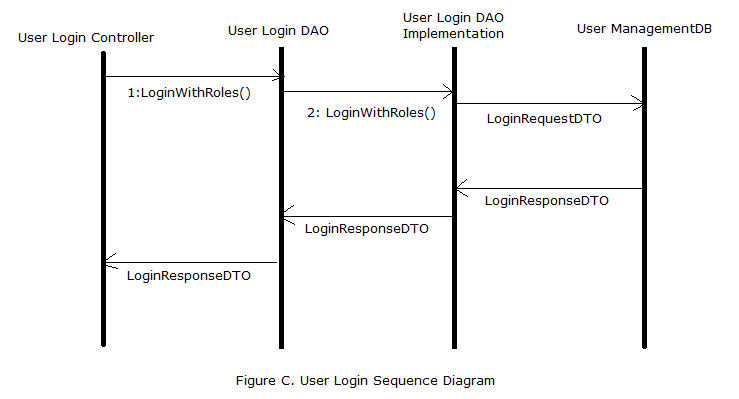 User Login Controller
User Login DAO
User Login DAO
Implementation
User ManagementDB
1:LoginWithRoles()
2: LoginWithRoles()
LoginRequestDTO
LoginResponseDTO
LoginResponseDTO
LoginResponseDTO
Figure C. User Login Sequence Diagram